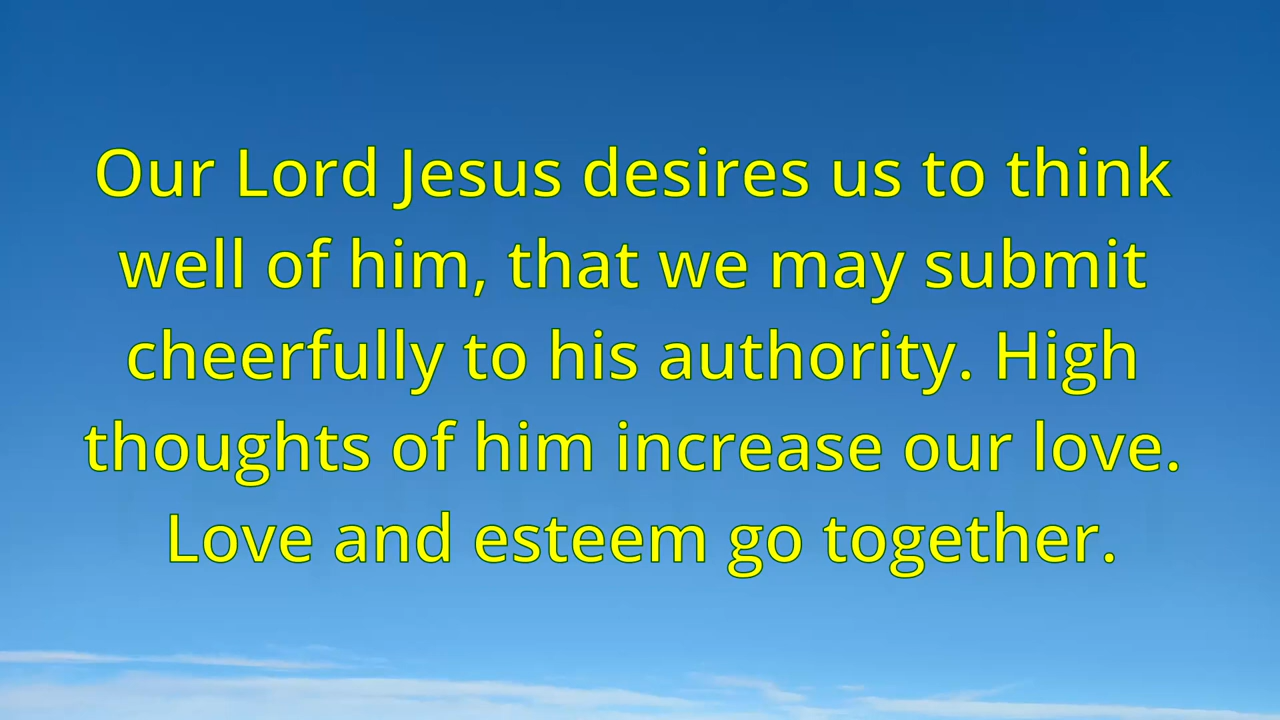 Our Lord Jesus desires us to think
well of him, that we may submit
cheerfully to his authority. High
thoughts of him increase our love.
Love and esteem go together.